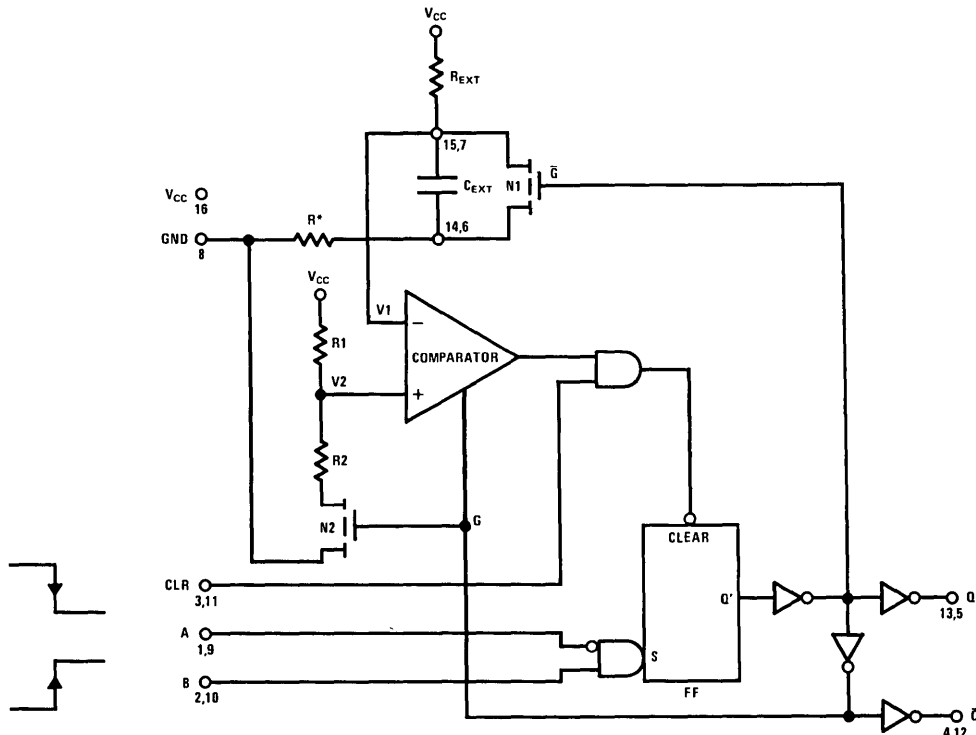 VCC
REXT
15,7
CEXT
N1
G̅
VCC
16
R*
14,6
GND
8
VCC
V1
−
R1
COMPARATOR
V2
+
R2
N2
G
CLEAR
CLR
3,11
Q'
Q
13,5
A
1,9
S
B
2,10
FF
Q̅
4,12